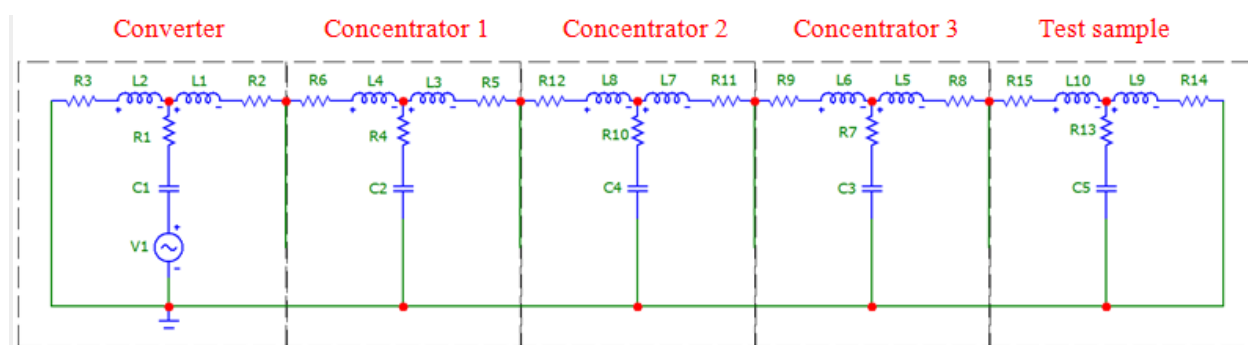 Converter Concentrator 1 Concentrator 2 Concentrator 3 Test sample
R3 L2 L1 R2 R6 L4 L3 R5 R12 L8 L7 R11 R9 L6 L5 R8 R15 L10 L9 R14
+ - + - + - + - + - + - + - + - + - + -
R1 R4 R10 R7 R13
C1 C2 C4 C3 C5
+
V1
-